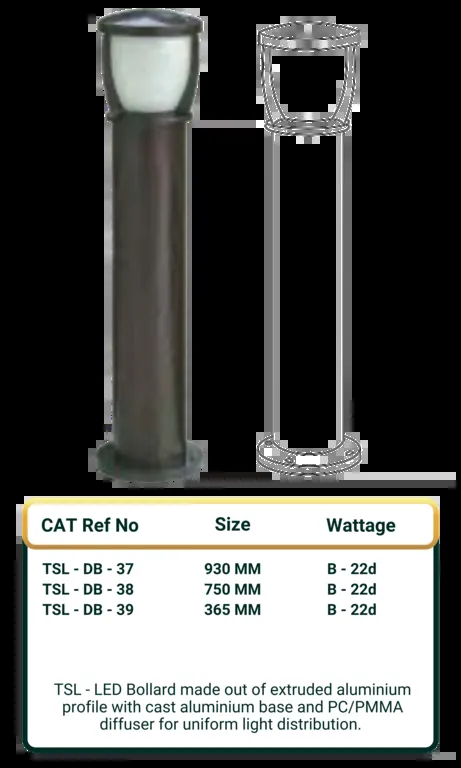 CAT Ref No Size Wattage
TSL - DB - 37 930 MM B - 22d
TSL - DB - 38 750 MM B - 22d
TSL - DB - 39 365 MM B - 22d
TSL - LED Bollard made out of extruded aluminium
profile with cast aluminium base and PC/PMMA
diffuser for uniform light distribution.